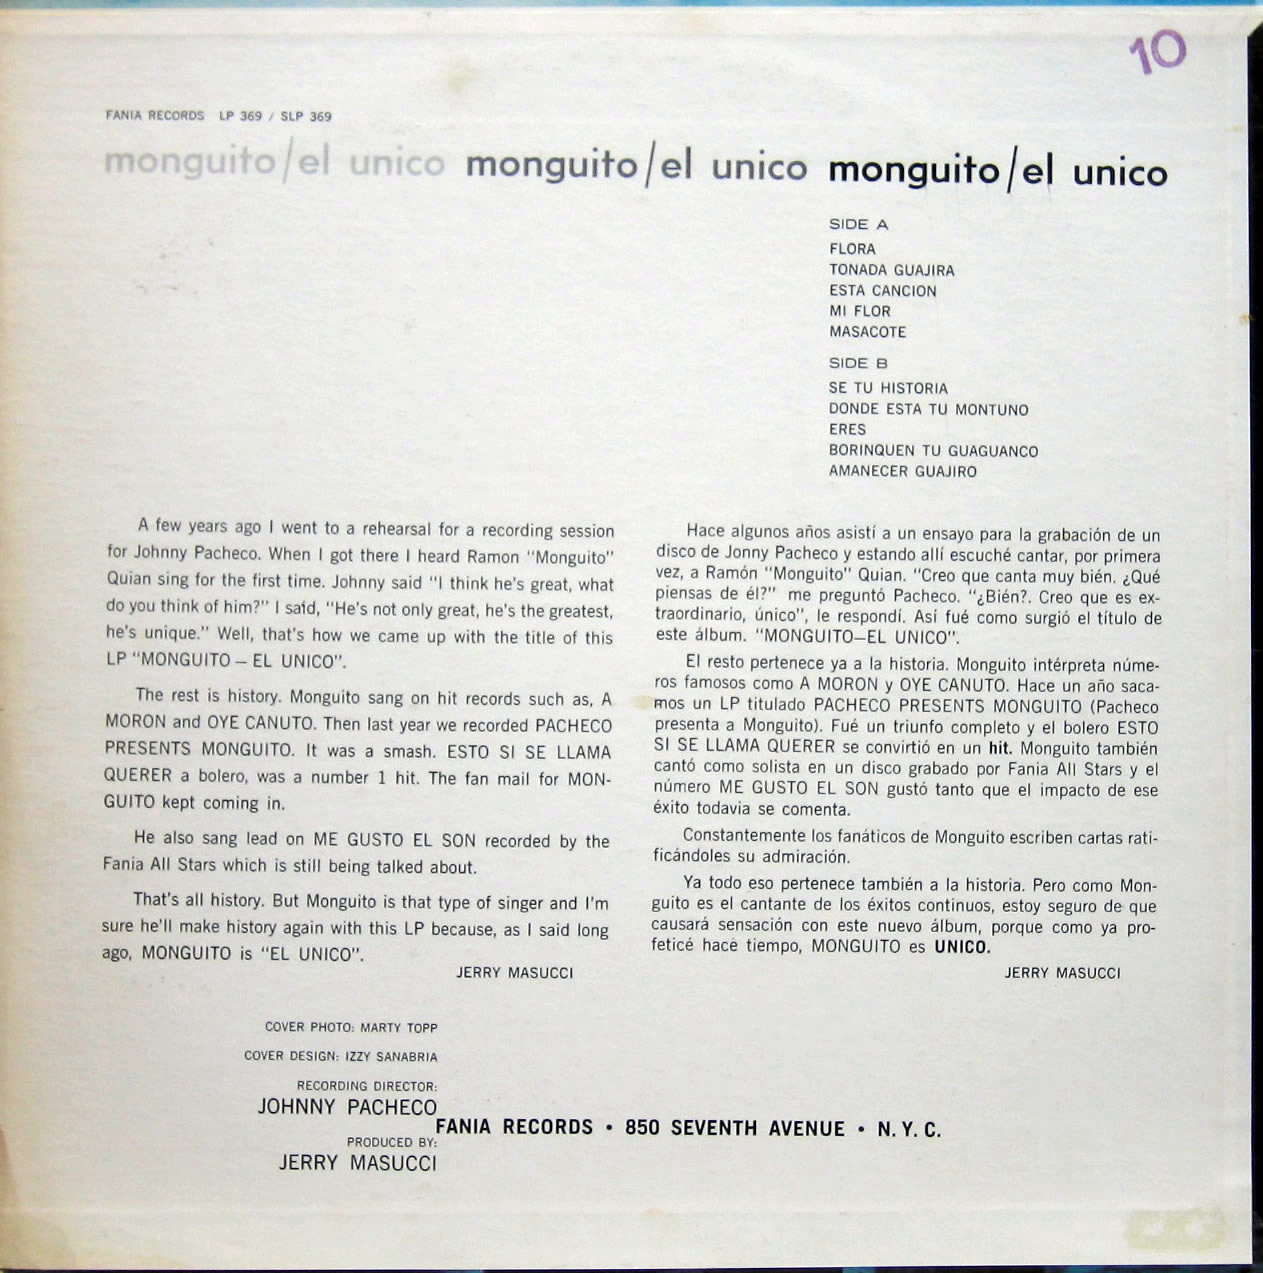 10
FANIA RECORDS LP 369 / SLP 369
monguito/el unico monguito/el unico monguito/el unico
SIDE A
FLORA
TONADA GUAJIRA
ESTA CANCION
MI FLOR
MASACOTE
SIDE B
SE TU HISTORIA
DONDE ESTA TU MONTUNO
ERES
BORINQUEN TU GUAGUANCO
AMANECER GUAJIRO
A few years ago I went to a rehearsal for a recording session
for Johnny Pacheco. When I got there I heard Ramon "Monguito"
Quian sing for the first time. Johnny said "I think he's great, what
do you think of him?" I said, "He's not only great, he's the greatest,
he's unique." Well, that's how we came up with the title of this
LP "MONGUITO – EL UNICO".
The rest is history. Monguito sang on hit records such as, A
MORON and OYE CANUTO. Then last year we recorded PACHECO
PRESENTS MONGUITO. It was a smash. ESTO SI SE LLAMA
QUERER a bolero, was a number 1 hit. The fan mail for MON-
GUITO kept coming in.
He also sang lead on ME GUSTO EL SON recorded by the
Fania All Stars which is still being talked about.
That's all history. But Monguito is that type of singer and I'm
sure he'll make history again with this LP because, as I said long
ago, MONGUITO is "EL UNICO".
JERRY MASUCCI
Hace algunos años asistí a un ensayo para la grabación de un
disco de Jonny Pacheco y estando allí escuché cantar, por primera
vez, a Ramón "Monguito" Quian. "Creo que canta muy bién. ¿Qué
piensas de él?" me preguntó Pacheco. "¿Bién?. Creo que es ex-
traordinario, único", le respondí. Así fué como surgió el título de
este álbum. "MONGUITO—EL UNICO".
El resto pertenece ya a la historia. Monguito intérpreta núme-
ros famosos como A MORON y OYE CANUTO. Hace un año saca-
mos un LP titulado PACHECO PRESENTS MONGUITO (Pacheco
presenta a Monguito). Fué un triunfo completo y el bolero ESTO
SI SE LLAMA QUERER se convirtió en un hit. Monguito también
cantó como solista en un disco grabado por Fania All Stars y el
número ME GUSTO EL SON gustó tanto que el impacto de ese
éxito todavia se comenta.
Constantemente los fanáticos de Monguito escriben cartas rati-
ficándoles su admiración.
Ya todo eso pertenece también a la historia. Pero como Mon-
guito es el cantante de los éxitos continuos, estoy seguro de que
causará sensación con este nuevo álbum, porque como ya pro-
feticé hace tiempo, MONGUITO es UNICO.
JERRY MASUCCI
COVER PHOTO: MARTY TOPP
COVER DESIGN: IZZY SANABRIA
RECORDING DIRECTOR:
JOHNNY PACHECO
FANIA RECORDS • 850 SEVENTH AVENUE • N. Y. C.
PRODUCED BY:
JERRY MASUCCI